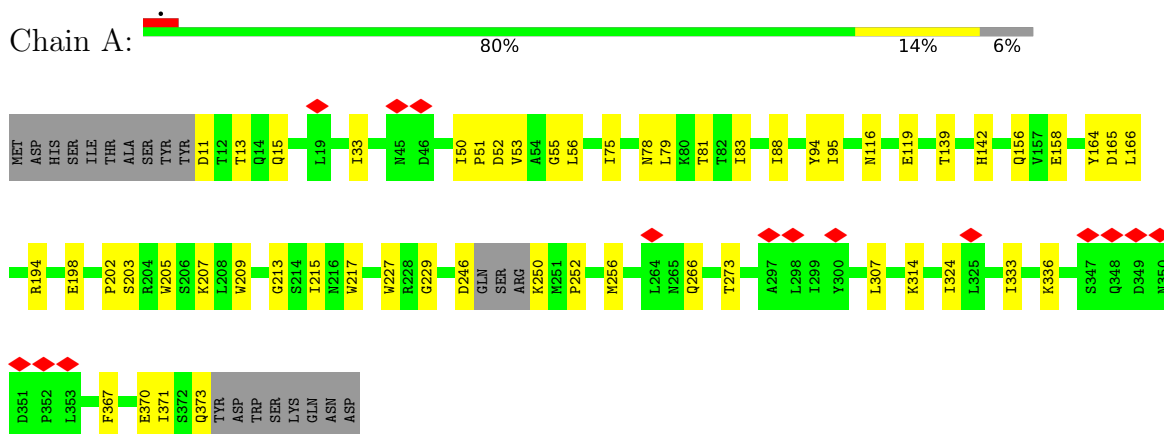 Chain A:
80% 14% 6%
MET ASP HIS SER ILE THR ALA SER TYR TYR D11 T12 T13 Q14 Q15 L19 I33 N45 D46 I50 P51 D52 V53 A54 G55 L56 I75 N78 L79 K80 T81 T82 I83 I88 Y94 I95 N116 E119 T139 H142 Q156 V157 E158 Y164 D165 L166
R194 E198 P202 S203 R204 W205 S206 K207 L208 W209 G213 S214 I215 N216 W217 W227 R228 G229 D246 GLN SER ARG K250 M251 P252 M256 L264 N265 Q266 T273 A297 L298 I299 Y300 L307 K314 I324 L325 I333 K336 S347 Q348 D349 N350
D351 P352 L353 F367 E370 I371 S372 Q373 TYR ASP TRP SER LYS GLN ASN ASP